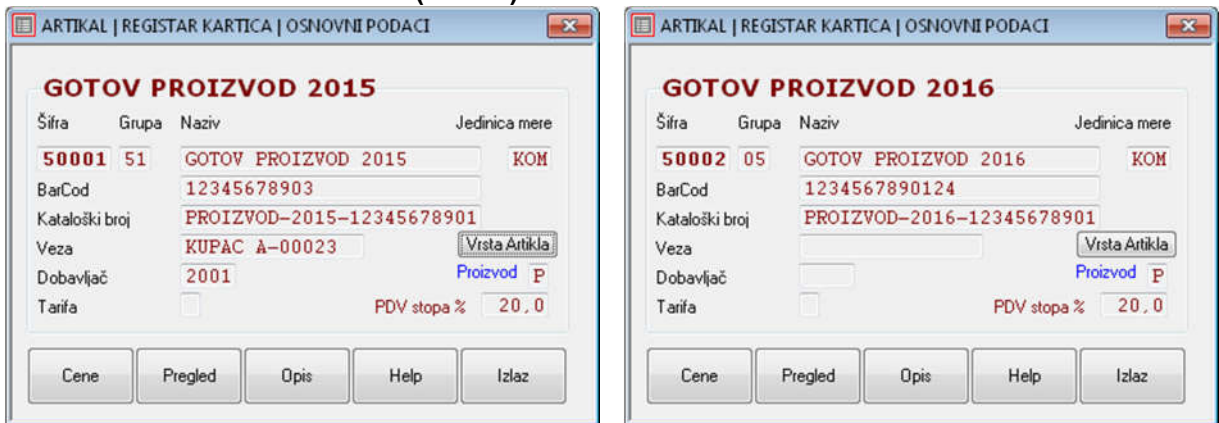 ARTIKAL | REGISTAR KARTICA | OSNOVNI PODACI
GOTOV PROIZVOD 2015
Šifra Grupa Naziv Jedinica mere
50001 51 GOTOV PROIZVOD 2015 KOM
BarCod 12345678903
Kataloški broj PROIZVOD-2015-12345678901
Veza KUPAC A-00023 Vrsta Artikla
Dobavljač 2001 Proizvod P
Tarifa PDV stopa % 20,0
Cene Pregled Opis Help Izlaz
ARTIKAL | REGISTAR KARTICA | OSNOVNI PODACI
GOTOV PROIZVOD 2016
Šifra Grupa Naziv Jedinica mere
50002 05 GOTOV PROIZVOD 2016 KOM
BarCod 1234567890124
Kataloški broj PROIZVOD-2016-12345678901
Veza Vrsta Artikla
Dobavljač Proizvod P
Tarifa PDV stopa % 20,0
Cene Pregled Opis Help Izlaz